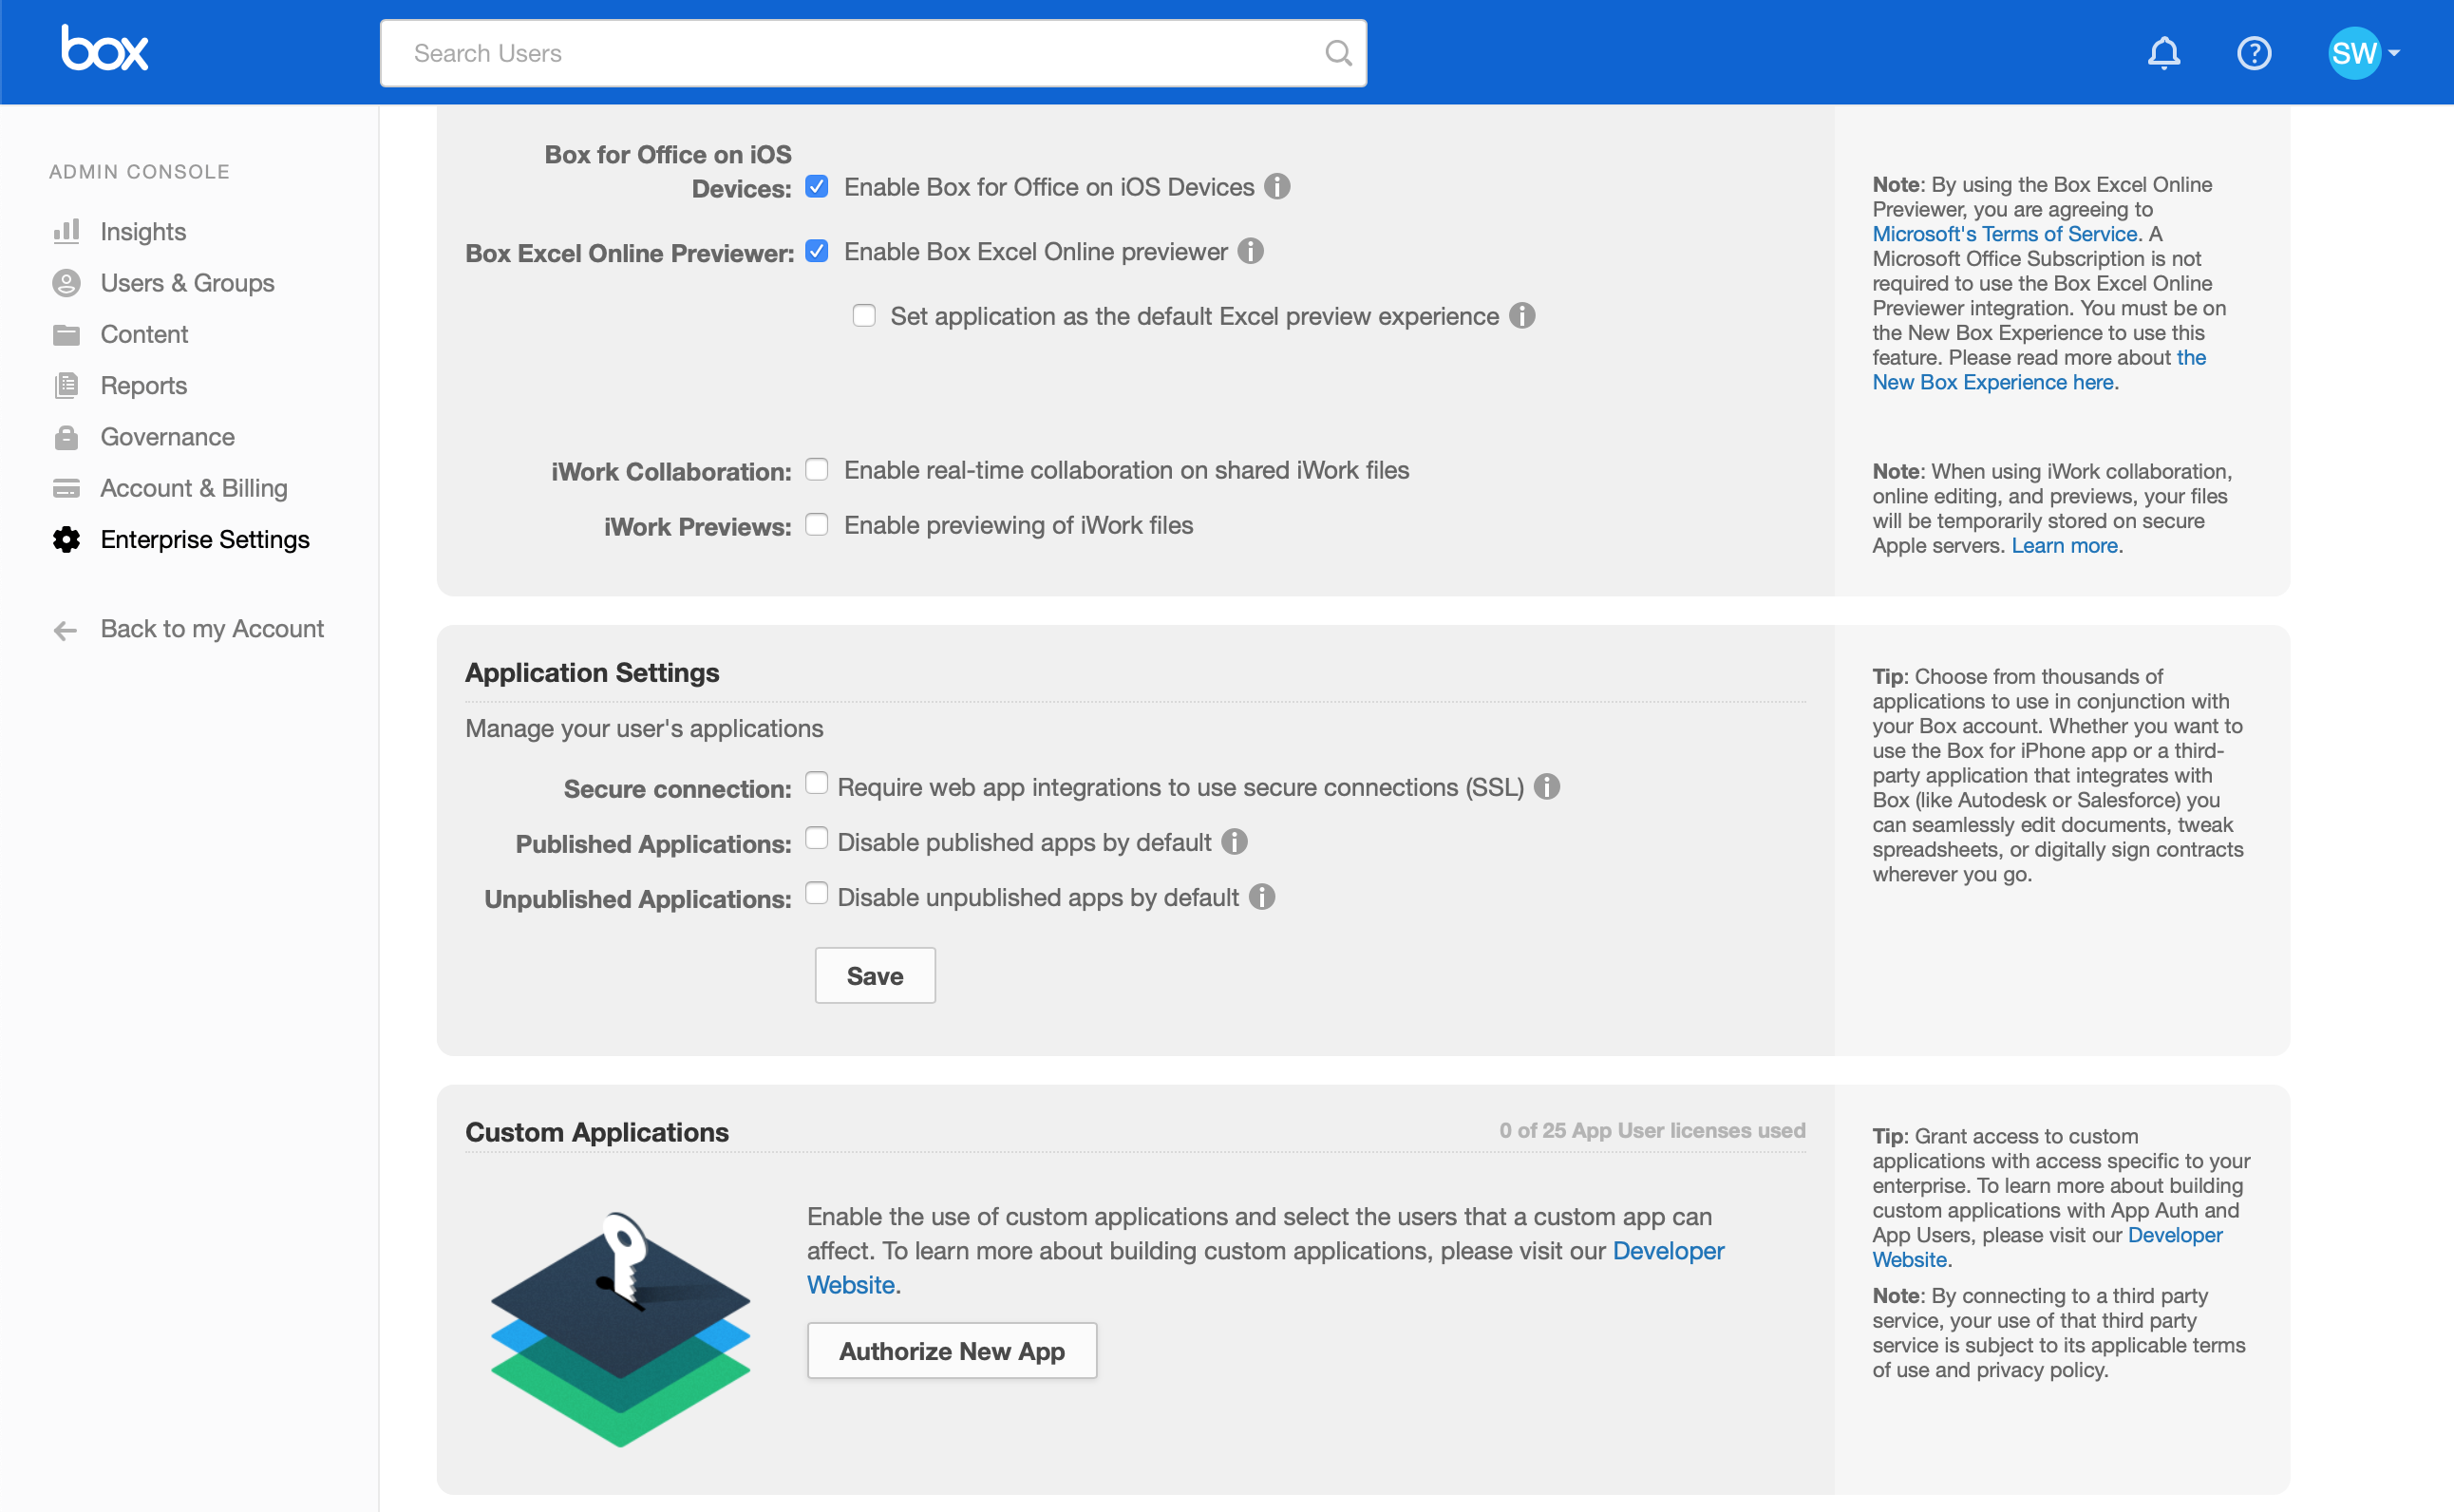 box
Search Users
SW
ADMIN CONSOLE
Insights
Users & Groups
Content
Reports
Governance
Account & Billing
Enterprise Settings
Back to my Account
Box for Office on iOS
Devices: Enable Box for Office on iOS Devices
Box Excel Online Previewer: Enable Box Excel Online previewer
Set application as the default Excel preview experience
iWork Collaboration: Enable real-time collaboration on shared iWork files
iWork Previews: Enable previewing of iWork files
Note: By using the Box Excel Online
Previewer, you are agreeing to
Microsoft's Terms of Service. A
Microsoft Office Subscription is not
required to use the Box Excel Online
Previewer integration. You must be on
the New Box Experience to use this
feature. Please read more about the
New Box Experience here.
Note: When using iWork collaboration,
online editing, and previews, your files
will be temporarily stored on secure
Apple servers. Learn more.
Application Settings
Manage your user's applications
Secure connection: Require web app integrations to use secure connections (SSL)
Published Applications: Disable published apps by default
Unpublished Applications: Disable unpublished apps by default
Save
Tip: Choose from thousands of
applications to use in conjunction with
your Box account. Whether you want to
use the Box for iPhone app or a third-
party application that integrates with
Box (like Autodesk or Salesforce) you
can seamlessly edit documents, tweak
spreadsheets, or digitally sign contracts
wherever you go.
Custom Applications
0 of 25 App User licenses used
Enable the use of custom applications and select the users that a custom app can
affect. To learn more about building custom applications, please visit our Developer
Website.
Authorize New App
Tip: Grant access to custom
applications with access specific to your
enterprise. To learn more about building
custom applications with App Auth and
App Users, please visit our Developer
Website.
Note: By connecting to a third party
service, your use of that third party
service is subject to its applicable terms
of use and privacy policy.